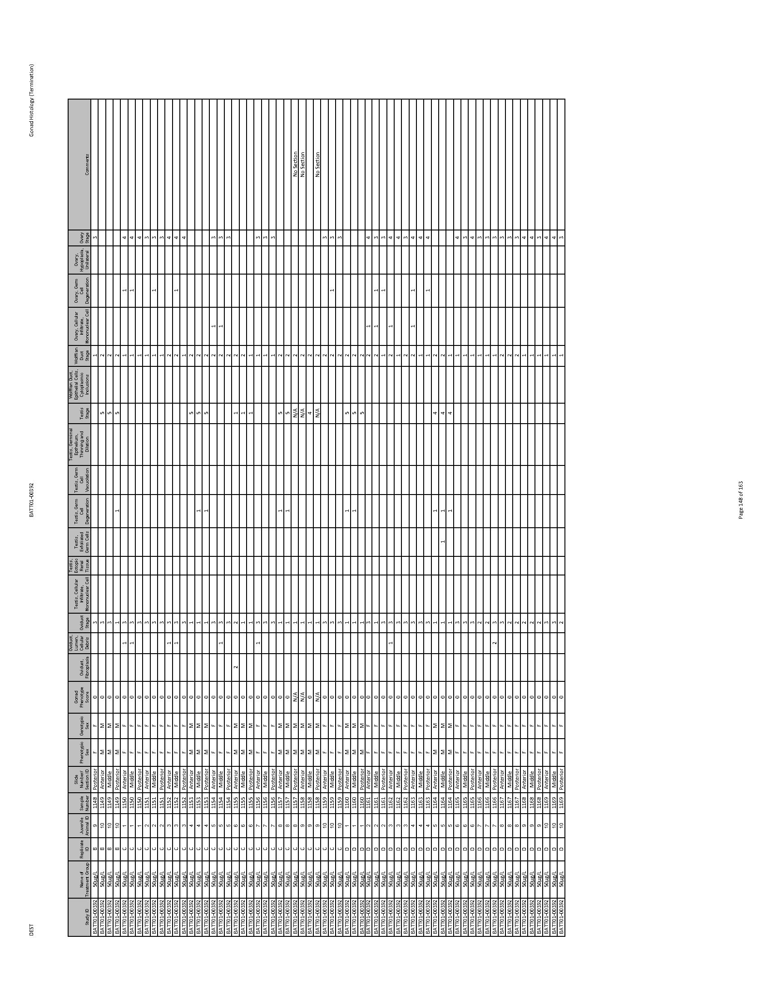 DEST BATT01-00392 Gonad Histology (Termination)
Study ID Name of Treatment Group Replicate ID Juvenile Animal ID Sample Number Slide Number/ Section ID Phenotypic Sex Genotypic Sex Gonad Phenotype Score Oviduct, Fibroplasia Oviduct, Lumen, Cellular Debris Oviduct Stage Testis, Cellular Infiltrate, Mononuclear Cell Testis, Ectopic Renal Tissue Testis, Exfoliated Germ Cells Testis, Germ Cell Degeneration Testis, Germ Cell Vacuolation Testis, Germinal Epthelium, Thinning and Dilation Testis Stage Wolffian Duct, Epithelial Cells, Cytoplasmic Inclusions Wolffian Duct Stage Ovary, Cellular Infiltrate, Mononuclear Cell Ovary, Germ Cell Degeneration Ovary, Hypoplasia, Unilateral Ovary Stage Comments
BATT01-00392 50µg/L B 9 1148 Posterior F F 0 3 1 3
BATT01-00392 50µg/L B 10 1149 Anterior M M 0 3 5 2
BATT01-00392 50µg/L B 10 1149 Middle M M 0 3 5 2
BATT01-00392 50µg/L B 10 1149 Posterior M M 0 1 1 5 2
BATT01-00392 50µg/L C 1 1150 Anterior F F 0 1 3 1 1 4
BATT01-00392 50µg/L C 1 1150 Middle F F 0 1 3 1 1 4
BATT01-00392 50µg/L C 1 1150 Posterior F F 0 3 1 4
BATT01-00392 50µg/L C 2 1151 Anterior F F 0 3 1 3
BATT01-00392 50µg/L C 2 1151 Middle F F 0 3 1 1 3
BATT01-00392 50µg/L C 2 1151 Posterior F F 0 3 1 3
BATT01-00392 50µg/L C 3 1152 Anterior F F 0 1 3 2 4
BATT01-00392 50µg/L C 3 1152 Middle F F 0 1 3 2 1 4
BATT01-00392 50µg/L C 3 1152 Posterior F F 0 3 1 4
BATT01-00392 50µg/L C 4 1153 Anterior M M 0 1 5 2
BATT01-00392 50µg/L C 4 1153 Middle M M 0 1 1 5 2
BATT01-00392 50µg/L C 4 1153 Posterior M M 0 1 1 5 2
BATT01-00392 50µg/L C 5 1154 Anterior F F 0 3 2 1 3
BATT01-00392 50µg/L C 5 1154 Middle F F 0 1 3 2 1 3
BATT01-00392 50µg/L C 5 1154 Posterior F F 0 3 2 3
BATT01-00392 50µg/L C 6 1155 Anterior M M 0 2 2 1 2
BATT01-00392 50µg/L C 6 1155 Middle M M 0 1 1 2
BATT01-00392 50µg/L C 6 1155 Posterior M M 0 1 1 1
BATT01-00392 50µg/L C 7 1156 Anterior F F 0 1 3 1 3
BATT01-00392 50µg/L C 7 1156 Middle F F 0 3 1 3
BATT01-00392 50µg/L C 7 1156 Posterior F F 0 3 1 3
BATT01-00392 50µg/L C 8 1157 Anterior M M 0 1 1 5 2
BATT01-00392 50µg/L C 8 1157 Middle M M 0 1 1 5 2
BATT01-00392 50µg/L C 8 1157 Posterior M M N/A 1 N/A 2 No Section
BATT01-00392 50µg/L C 9 1158 Anterior M M N/A 1 N/A 2 No Section
BATT01-00392 50µg/L C 9 1158 Middle M M 0 1 4 2
BATT01-00392 50µg/L C 9 1158 Posterior M M N/A 1 N/A 2 No Section
BATT01-00392 50µg/L C 10 1159 Anterior F F 0 3 2 3
BATT01-00392 50µg/L C 10 1159 Middle F F 0 3 2 1 3
BATT01-00392 50µg/L C 10 1159 Posterior F F 0 3 2 3
BATT01-00392 50µg/L D 1 1160 Anterior M M 0 1 1 5 2
BATT01-00392 50µg/L D 1 1160 Middle M M 0 1 1 5 2
BATT01-00392 50µg/L D 1 1160 Posterior M M 0 1 5 2
BATT01-00392 50µg/L D 2 1161 Anterior F F 0 3 2 1 4
BATT01-00392 50µg/L D 2 1161 Middle F F 0 1 2 1 1 3
BATT01-00392 50µg/L D 2 1161 Posterior F F 0 3 1 1 3
BATT01-00392 50µg/L D 3 1162 Anterior F F 0 1 3 2 1 4
BATT01-00392 50µg/L D 3 1162 Middle F F 0 3 1 4
BATT01-00392 50µg/L D 3 1162 Posterior F F 0 3 2 3
BATT01-00392 50µg/L D 4 1163 Anterior F F 0 3 2 1 1 4
BATT01-00392 50µg/L D 4 1163 Middle F F 0 3 1 4
BATT01-00392 50µg/L D 4 1163 Posterior F F 0 3 1 1 4
BATT01-00392 50µg/L D 5 1164 Anterior M M 0 1 1 4 2
BATT01-00392 50µg/L D 5 1164 Middle M M 0 1 1 1 4 2
BATT01-00392 50µg/L D 5 1164 Posterior M M 0 1 1 4 1
BATT01-00392 50µg/L D 6 1165 Anterior F F 0 3 1 4
BATT01-00392 50µg/L D 6 1165 Middle F F 0 3 1 3
BATT01-00392 50µg/L D 6 1165 Posterior F F 0 3 1 4
BATT01-00392 50µg/L D 7 1166 Anterior F F 0 2 1 3
BATT01-00392 50µg/L D 7 1166 Middle F F 0 2 1 3
BATT01-00392 50µg/L D 7 1166 Posterior F F 0 2 3 1 3
BATT01-00392 50µg/L D 8 1167 Anterior F F 0 3 2 3
BATT01-00392 50µg/L D 8 1167 Middle F F 0 2 2 3
BATT01-00392 50µg/L D 8 1167 Posterior F F 0 2 2 3
BATT01-00392 50µg/L D 9 1168 Anterior F F 0 2 1 4
BATT01-00392 50µg/L D 9 1168 Middle F F 0 2 1 4
BATT01-00392 50µg/L D 9 1168 Posterior F F 0 2 1 3
BATT01-00392 50µg/L D 10 1169 Anterior F F 0 3 1 4
BATT01-00392 50µg/L D 10 1169 Middle F F 0 3 1 4
BATT01-00392 50µg/L D 10 1169 Posterior F F 0 2 1 3
Page 148 of 163